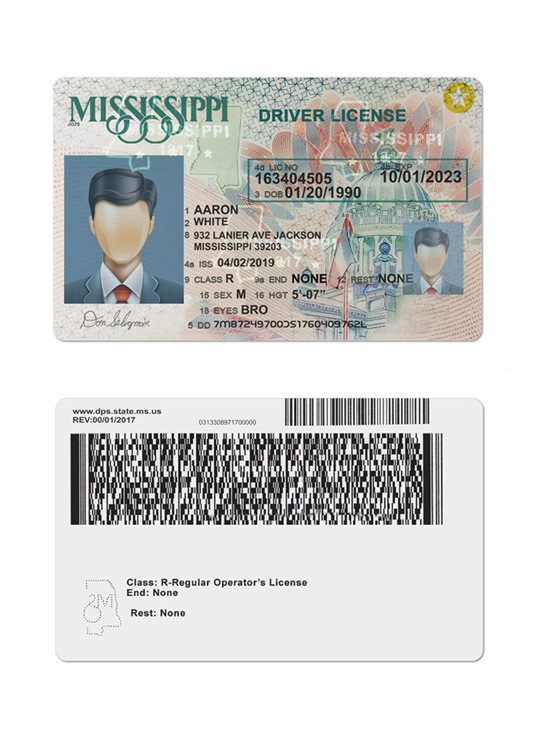 MISSISSIPPI
JO78
DRIVER LICENSE
MISSISSIPPI
MISSISSIPPI
1817
4d LIC NO
163404505
4b EXP
10/01/2023
3 DOB 01/20/1990
1 AARON
2 WHITE
8 932 LANIER AVE JACKSON
MISSISSIPPI 39203
4a ISS 04/02/2019
9 CLASS R 9a END NONE 12 REST NONE
15 SEX M 16 HGT 5'-07"
18 EYES BRO
5 DD
www.dps.state.ms.us
REV:00/01/2017
0313308971700000
Class: R-Regular Operator's License
End: None
Rest: None